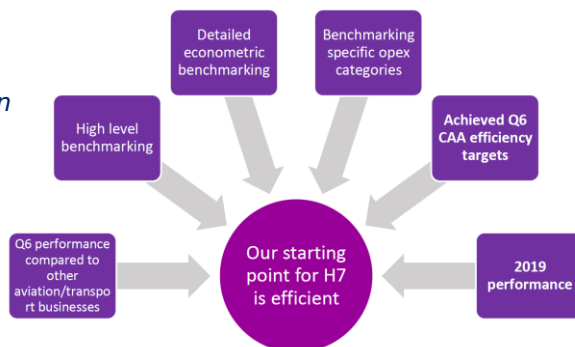 n
Detailed
econometric
benchmarking
Benchmarking
specific opex
categories
High level
benchmarking
Achieved Q6
CAA efficiency
targets
Q6 performance
compared to
other
aviation/transpo
rt businesses
Our starting
point for H7
is efficient
2019
performance